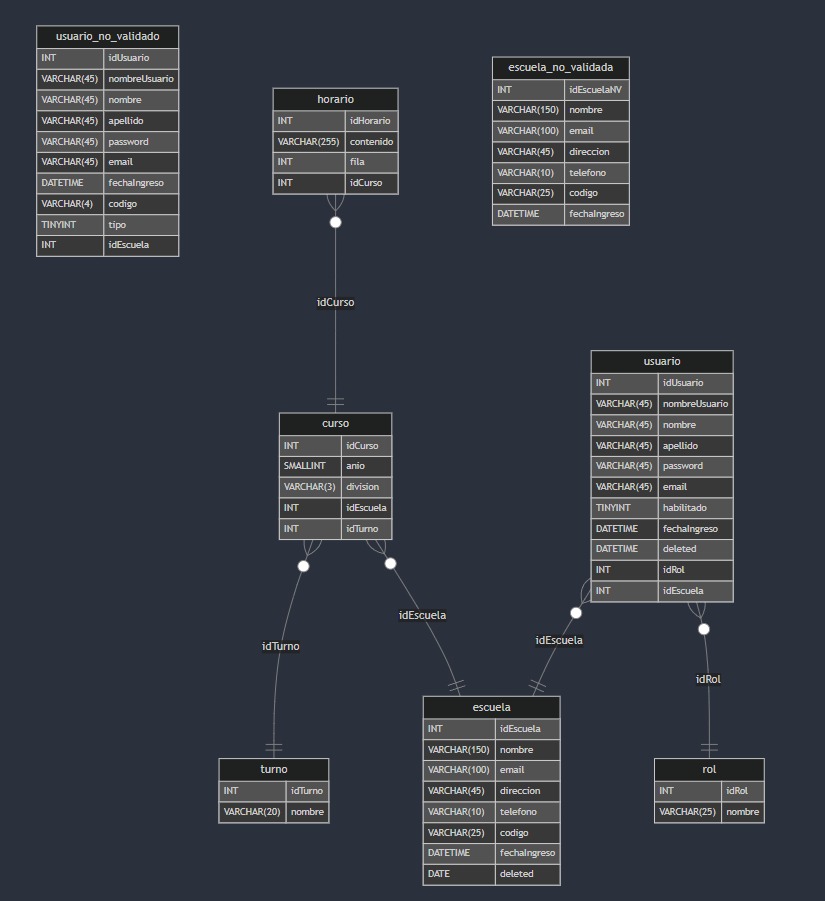 usuario_no_validado
INT idUsuario
VARCHAR(45) nombreUsuario
VARCHAR(45) nombre
VARCHAR(45) apellido
VARCHAR(45) password
VARCHAR(45) email
DATETIME fechaIngreso
VARCHAR(4) codigo
TINYINT tipo
INT idEscuela
horario
INT idHorario
VARCHAR(255) contenido
INT fila
INT idCurso
escuela_no_validada
INT idEscuelaNV
VARCHAR(150) nombre
VARCHAR(100) email
VARCHAR(45) direccion
VARCHAR(10) telefono
VARCHAR(25) codigo
DATETIME fechaIngreso
idCurso
curso
INT idCurso
SMALLINT anio
VARCHAR(3) division
INT idEscuela
INT idTurno
usuario
INT idUsuario
VARCHAR(45) nombreUsuario
VARCHAR(45) nombre
VARCHAR(45) apellido
VARCHAR(45) password
VARCHAR(45) email
TINYINT habilitado
DATETIME fechaIngreso
DATETIME deleted
INT idRol
INT idEscuela
idTurno
idEscuela
idEscuela
idRol
turno
INT idTurno
VARCHAR(20) nombre
escuela
INT idEscuela
VARCHAR(150) nombre
VARCHAR(100) email
VARCHAR(45) direccion
VARCHAR(10) telefono
VARCHAR(25) codigo
DATETIME fechaIngreso
DATE deleted
rol
INT idRol
VARCHAR(25) nombre